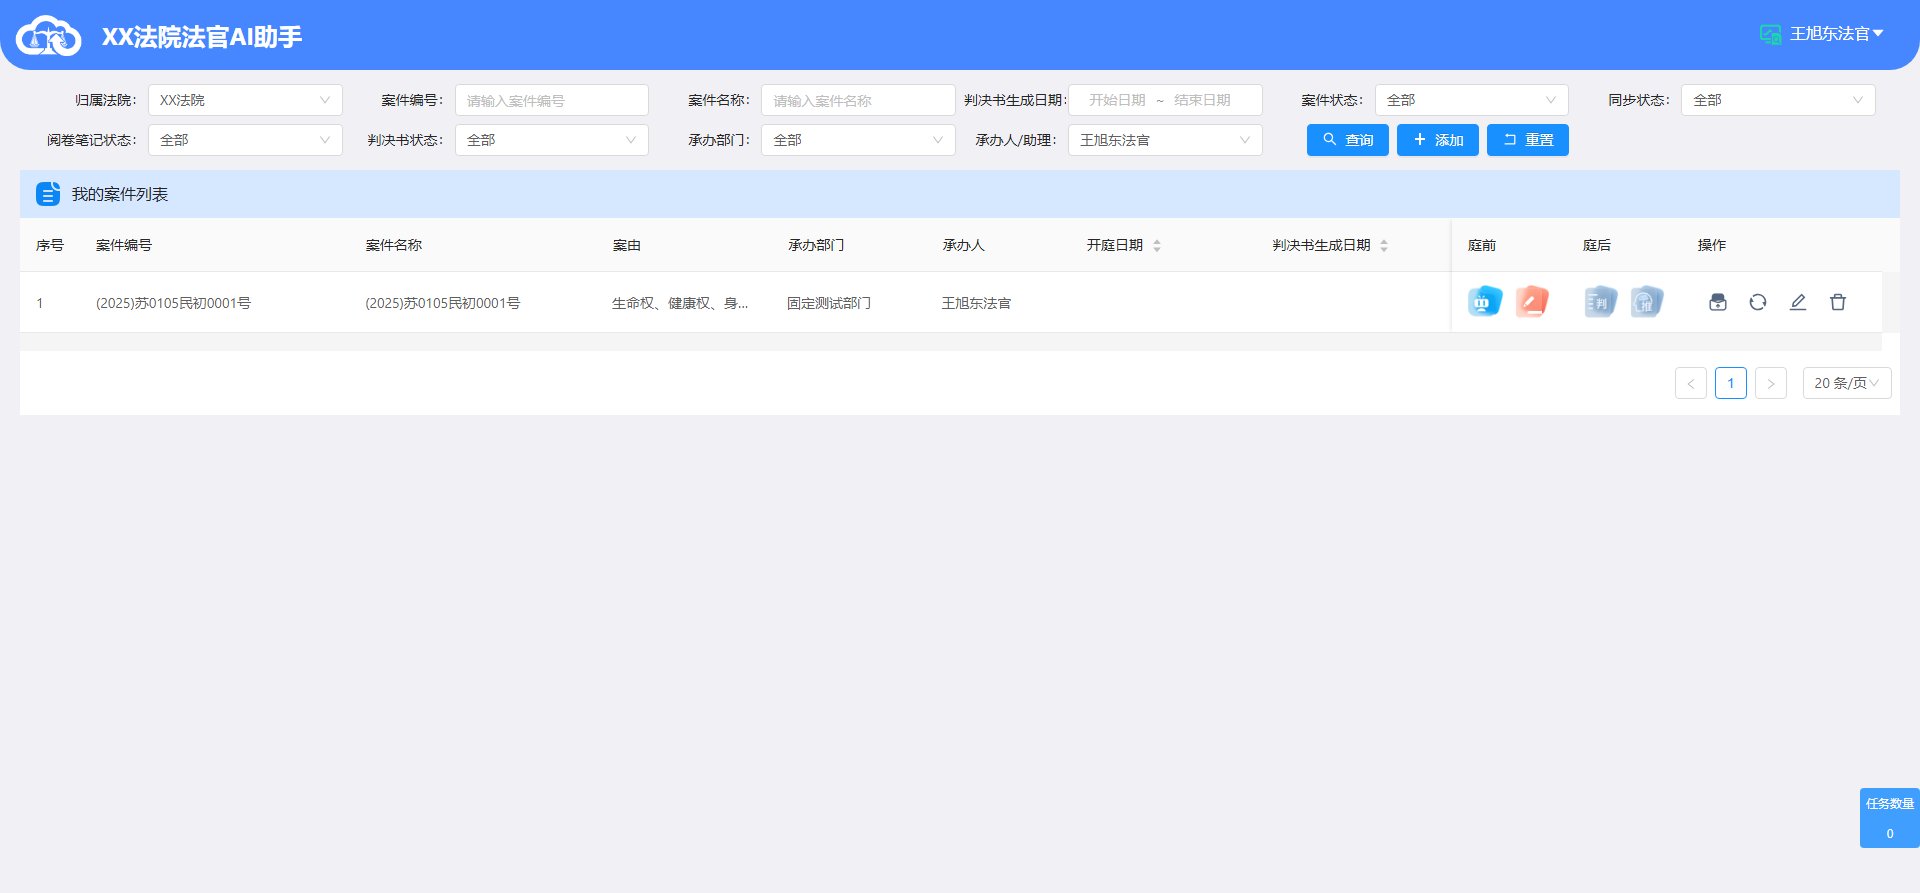 XX法院法官AI助手
王旭东法官
归属法院: XX法院 案件编号: 请输入案件编号 案件名称: 请输入案件名称 判决书生成日期: 开始日期 ~ 结束日期 案件状态: 全部 同步状态: 全部
阅卷笔记状态: 全部 判决书状态: 全部 承办部门: 全部 承办人/助理: 王旭东法官 查询 添加 重置
我的案件列表
序号 案件编号 案件名称 案由 承办部门 承办人 开庭日期 判决书生成日期 庭前 庭后 操作
1 (2025)苏0105民初0001号 (2025)苏0105民初0001号 生命权、健康权、身... 固定测试部门 王旭东法官 判 推
< 1 > 20 条/页
任务数量
0